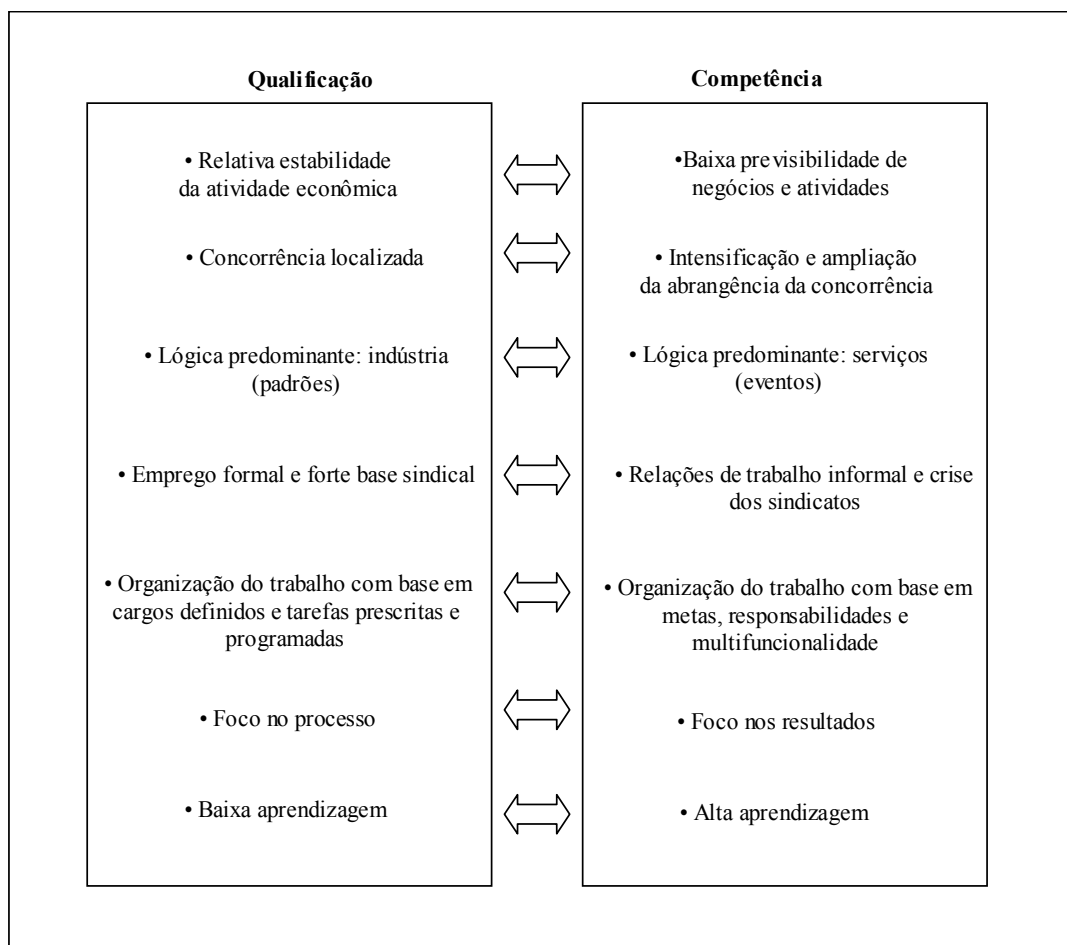 Qualificação
Competência
• Relativa estabilidade
da atividade econômica
•Baixa previsibilidade de
negócios e atividades
• Concorrência localizada
• Intensificação e ampliação
da abrangência da concorrência
• Lógica predominante: indústria
(padrões)
• Lógica predominante: serviços
(eventos)
• Emprego formal e forte base sindical
• Relações de trabalho informal e crise
dos sindicatos
• Organização do trabalho com base em
cargos definidos e tarefas prescritas e
programadas
• Organização do trabalho com base em
metas, responsabilidades e
multifuncionalidade
• Foco no processo
• Foco nos resultados
• Baixa aprendizagem
• Alta aprendizagem